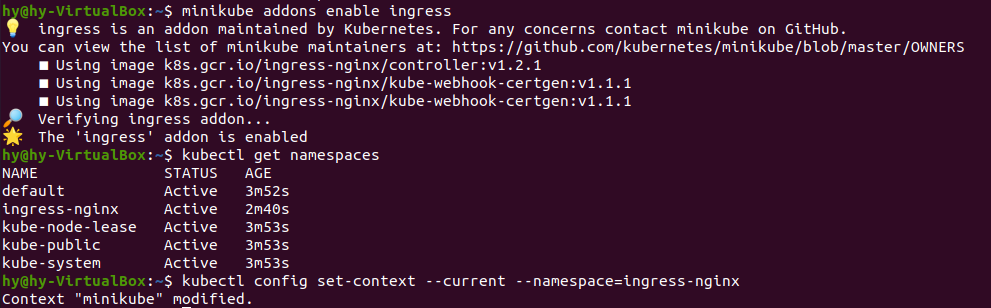 hy@hy-VirtualBox:~$ minikube addons enable ingress
💡  ingress is an addon maintained by Kubernetes. For any concerns contact minikube on GitHub.
You can view the list of minikube maintainers at: https://github.com/kubernetes/minikube/blob/master/OWNERS
    ▪ Using image k8s.gcr.io/ingress-nginx/controller:v1.2.1
    ▪ Using image k8s.gcr.io/ingress-nginx/kube-webhook-certgen:v1.1.1
    ▪ Using image k8s.gcr.io/ingress-nginx/kube-webhook-certgen:v1.1.1
🔎  Verifying ingress addon...
🌟  The 'ingress' addon is enabled
hy@hy-VirtualBox:~$ kubectl get namespaces
NAME              STATUS   AGE
default           Active   3m52s
ingress-nginx     Active   2m40s
kube-node-lease   Active   3m53s
kube-public       Active   3m53s
kube-system       Active   3m53s
hy@hy-VirtualBox:~$ kubectl config set-context --current --namespace=ingress-nginx
Context "minikube" modified.